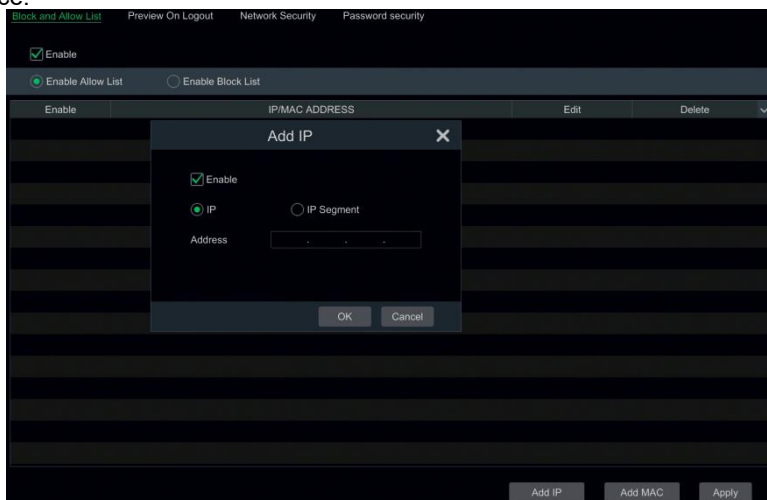 Block and Allow List Preview On Logout Network Security Password security
Enable
Enable Allow List Enable Block List
Enable IP/MAC ADDRESS Edit Delete
Add IP
Enable
IP IP Segment
Address . . .
OK Cancel
Add IP Add MAC Apply